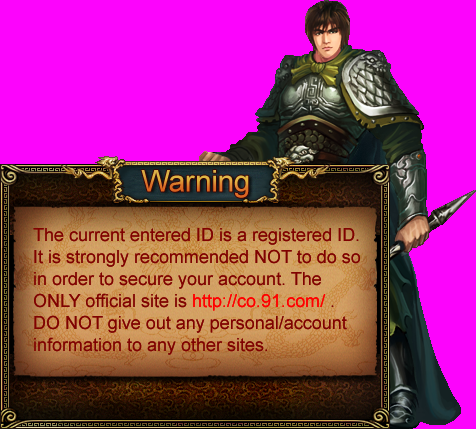 Warning
The current entered ID is a registered ID.
It is strongly recommended NOT to do so
in order to secure your account. The
ONLY official site is http://co.91.com/ .
DO NOT give out any personal/account
information to any other sites.